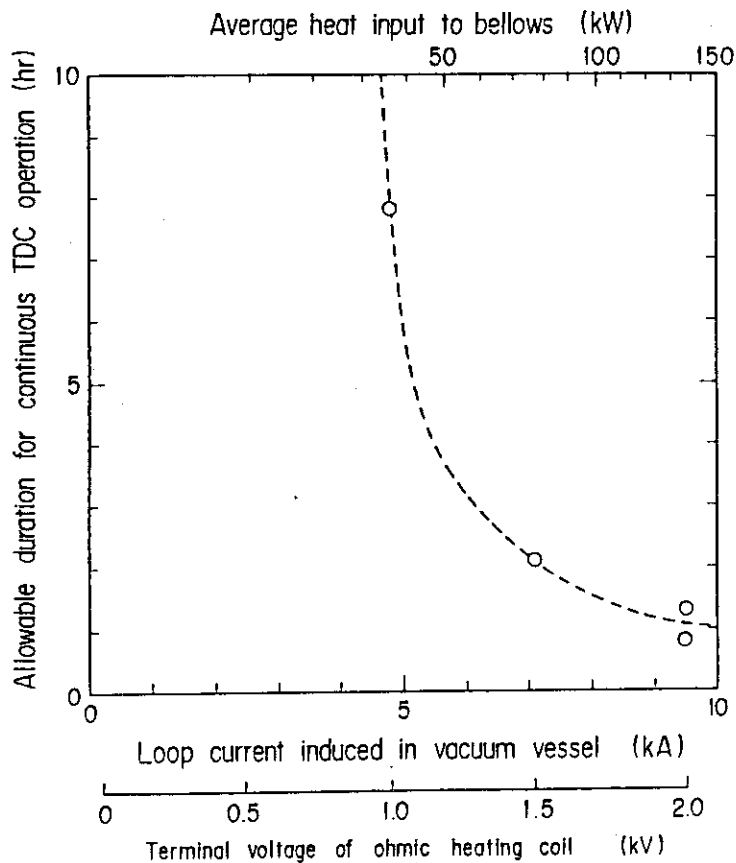 Average heat input to bellows (kW)
50 100 150
Allowable duration for continuous TDC operation (hr)
10
5
0
0 5 10
Loop current induced in vacuum vessel (kA)
0 0.5 1.0 1.5 2.0
Terminal voltage of ohmic heating coil (kV)